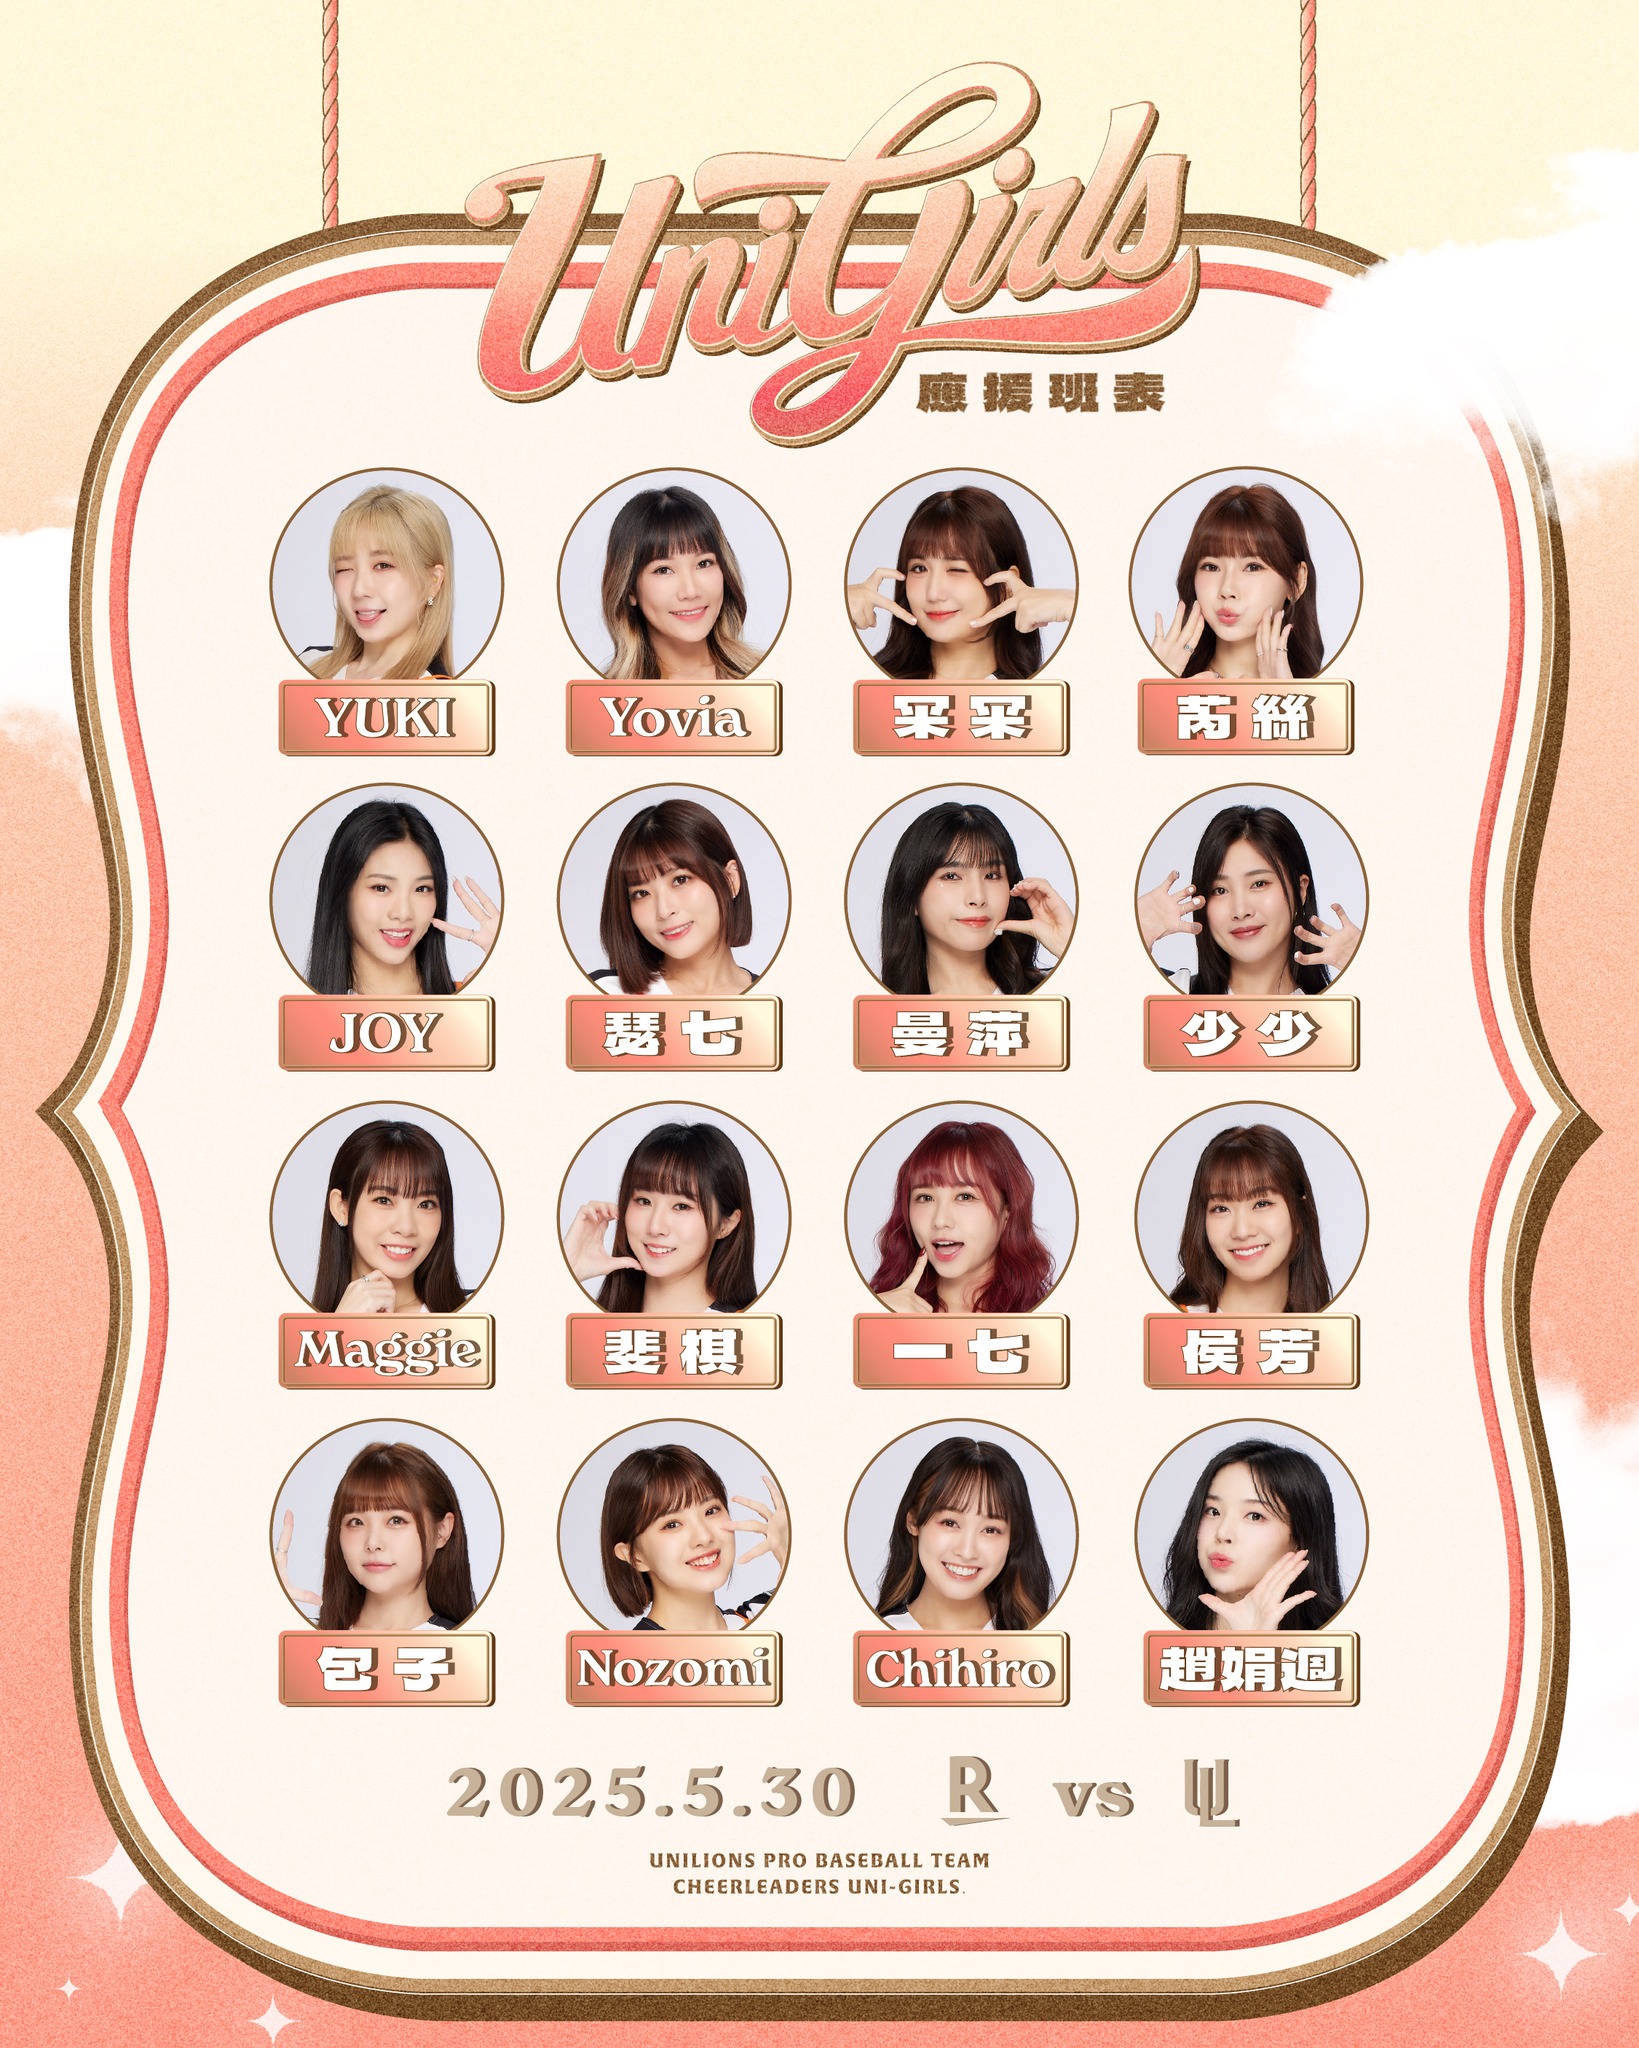 UniGirls
應援班表
YUKI
Yovia
采采
芮絲
JOY
瑟七
曼萍
少少
Maggie
斐棋
一七
侯芳
包子
Nozomi
Chihiro
趙娟週
2025.5.30 R vs UL
UNILIONS PRO BASEBALL TEAM
CHEERLEADERS UNI-GIRLS.